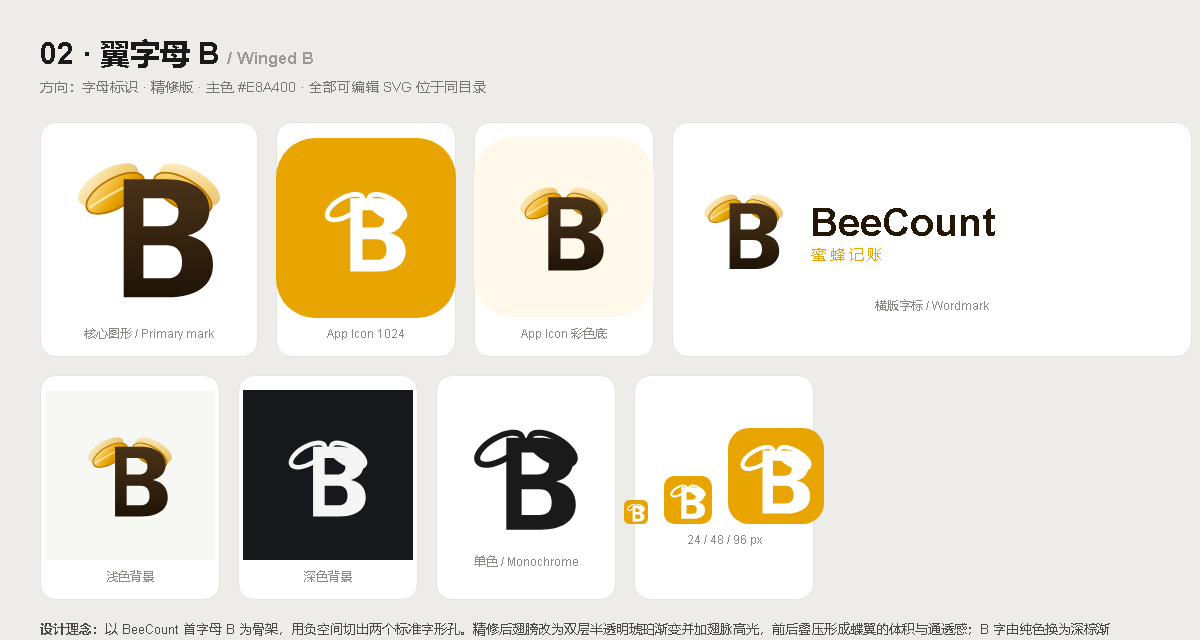 02 · 翼字母 B / Winged B
方向：字母标识 · 精修版 · 主色 #E8A400 · 全部可编辑 SVG 位于同目录
B
B
B
B
BeeCount
蜜蜂记账
核心图形 / Primary mark
App Icon 1024
App Icon 彩色底
横版字标 / Wordmark
B
B
B
B
B
B
浅色背景
深色背景
单色 / Monochrome
24 / 48 / 96 px
设计理念：以 BeeCount 首字母 B 为骨架，用负空间切出两个标准字形孔。精修后翅膀改为双层半透明琥珀渐变并加翅脉高光，前后叠压形成蝶翼的体积与通透感；B 字由纯色换为深棕渐